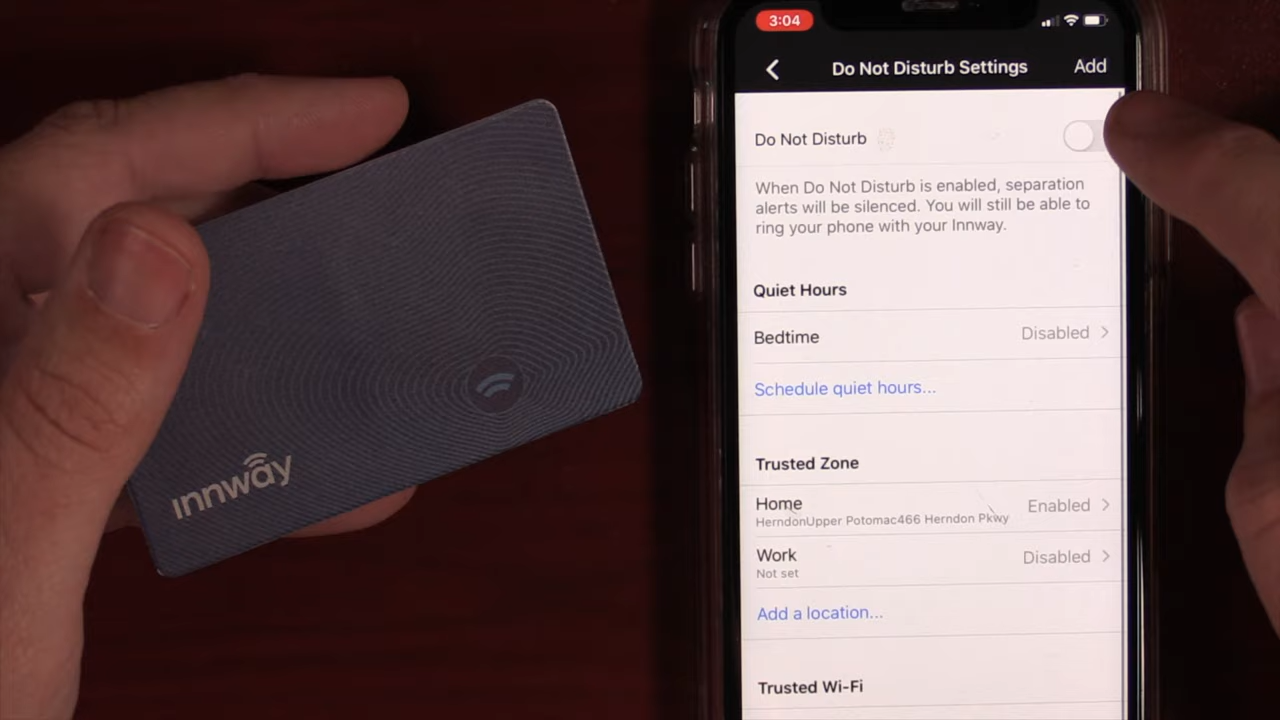 3:04
Do Not Disturb Settings
Add
Do Not Disturb
When Do Not Disturb is enabled, separation
alerts will be silenced. You will still be able to
ring your phone with your Innway.
Quiet Hours
Bedtime Disabled
Schedule quiet hours...
Trusted Zone
Home Enabled
HerndonUpper Potomac466 Herndon Pkwy
Work Disabled
Not set
Add a location...
Trusted Wi-Fi
innway